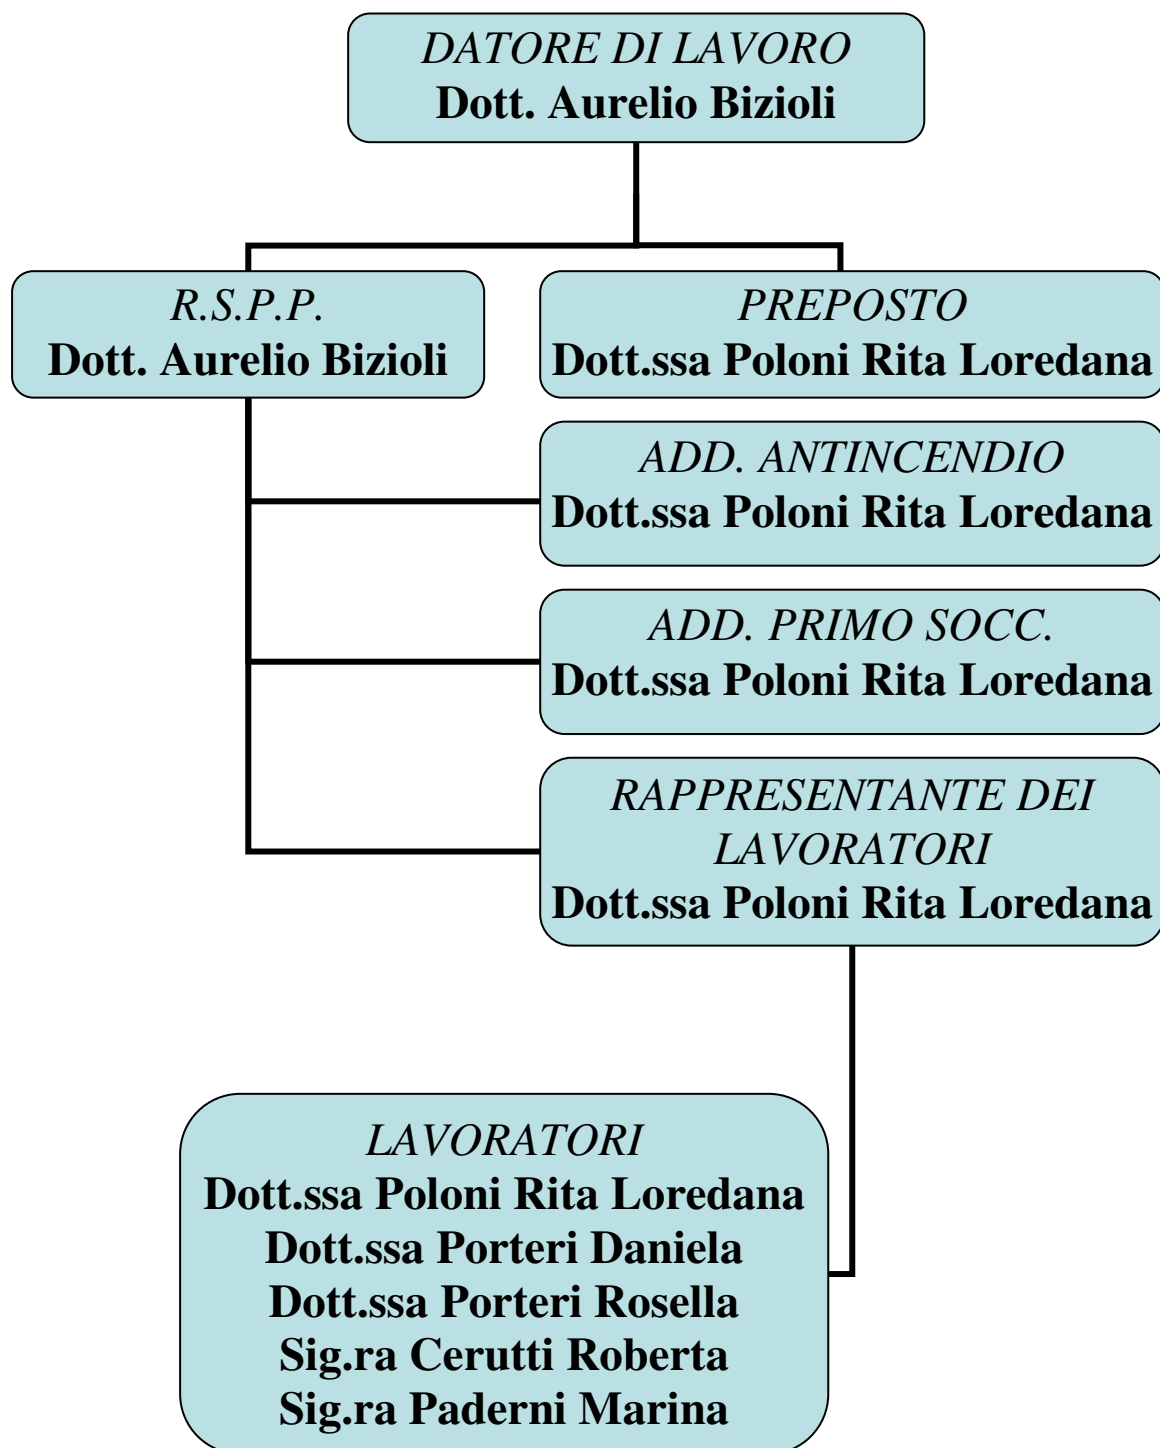 DATORE DI LAVORO
Dott. Aurelio Bizioli
R.S.P.P.
Dott. Aurelio Bizioli
PREPOSTO
Dott.ssa Poloni Rita Loredana
ADD. ANTINCENDIO
Dott.ssa Poloni Rita Loredana
ADD. PRIMO SOCC.
Dott.ssa Poloni Rita Loredana
RAPPRESENTANTE DEI
LAVORATORI
Dott.ssa Poloni Rita Loredana
LAVORATORI
Dott.ssa Poloni Rita Loredana
Dott.ssa Porteri Daniela
Dott.ssa Porteri Rosella
Sig.ra Cerutti Roberta
Sig.ra Paderni Marina